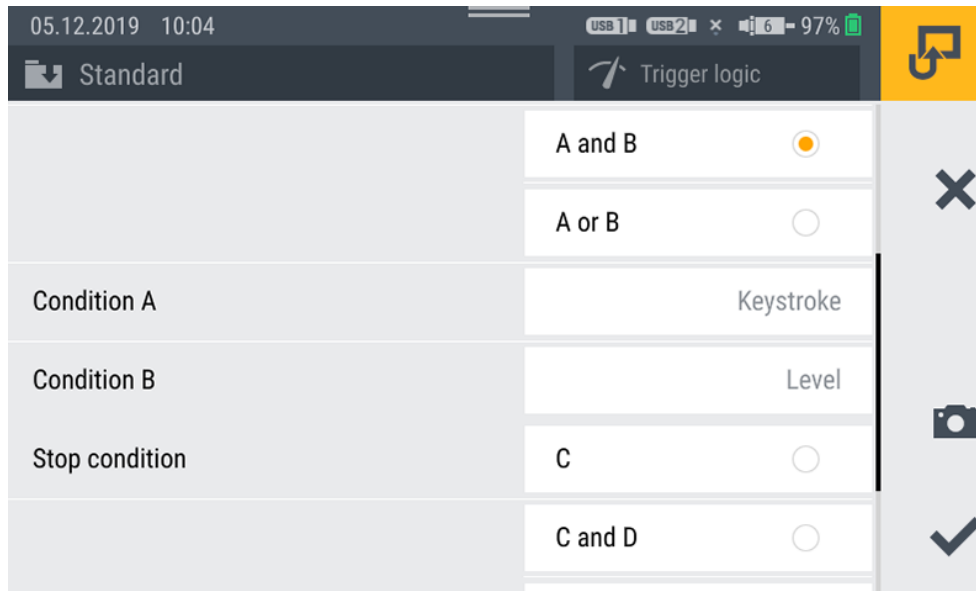 05.12.2019 10:04 USB 1 USB 2 6 97%
Standard Trigger logic
A and B
A or B
Condition A Keystroke
Condition B Level
Stop condition C
C and D